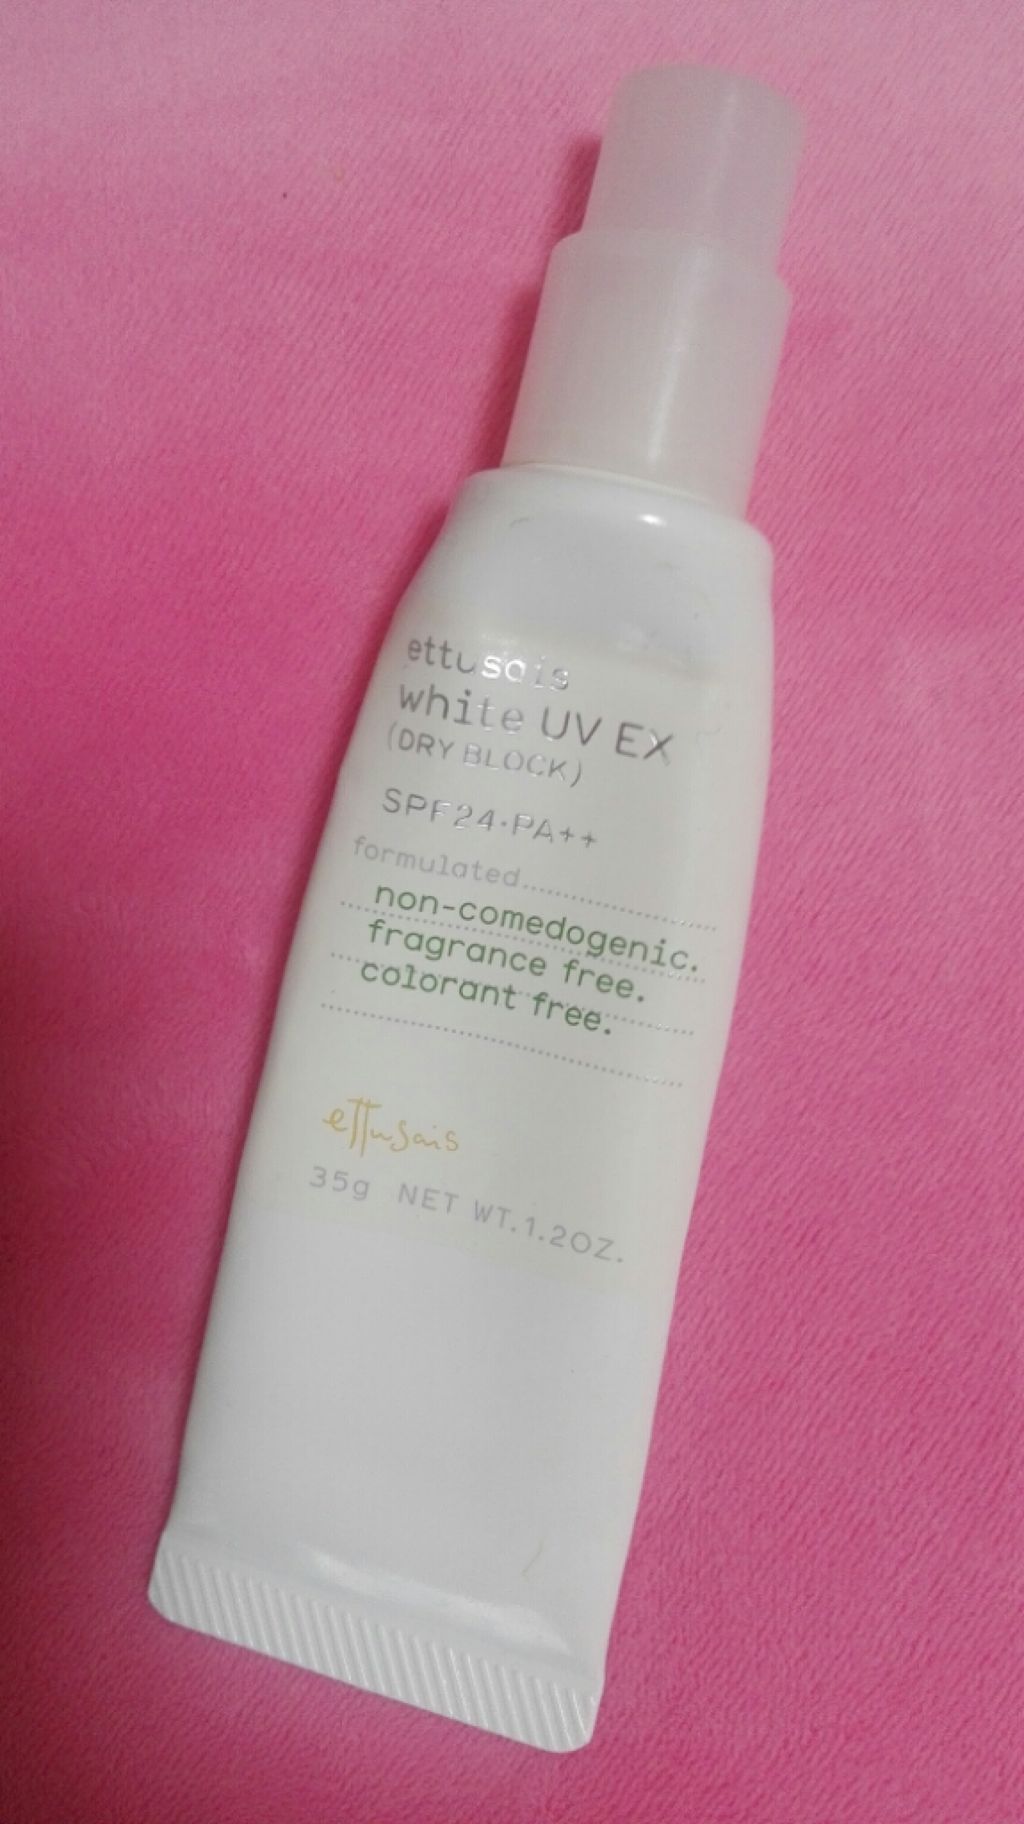 ettusais
white UV EX
(DRY BLOCK)
SPF24·PA++
formulated..................
non-comedogenic.
fragrance free.
colorant free.
ettusais
35g NET WT.1.2OZ.